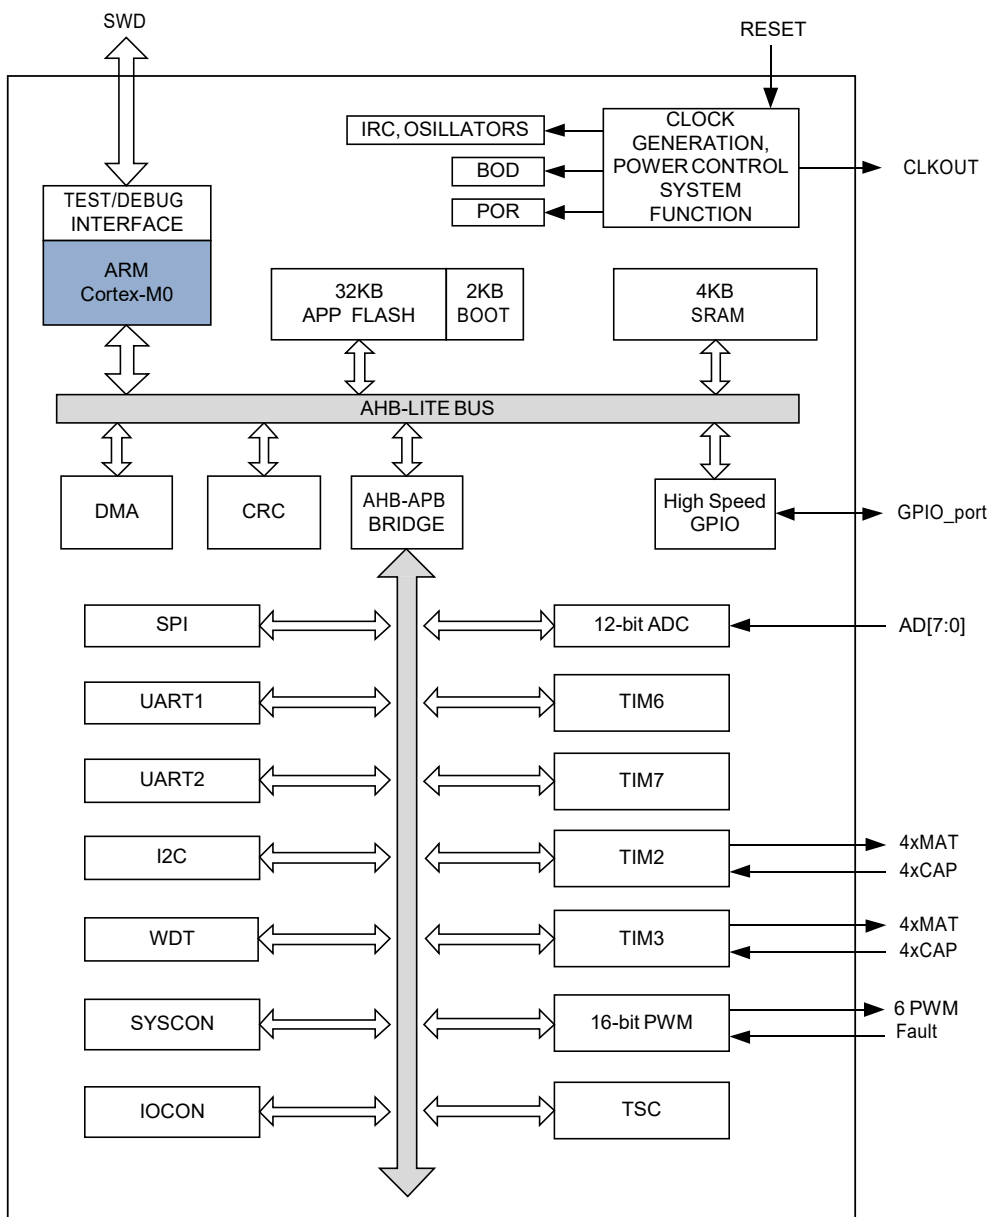 SWD
RESET
IRC, OSILLATORS
BOD
POR
CLOCK
GENERATION,
POWER CONTROL
SYSTEM
FUNCTION
CLKOUT
TEST/DEBUG
INTERFACE
ARM
Cortex-M0
32KB
APP FLASH
2KB
BOOT
4KB
SRAM
AHB-LITE BUS
DMA
CRC
AHB-APB
BRIDGE
High Speed
GPIO
GPIO_port
SPI
12-bit ADC
AD[7:0]
UART1
TIM6
UART2
TIM7
I2C
TIM2
4xMAT
4xCAP
WDT
TIM3
4xMAT
4xCAP
SYSCON
16-bit PWM
6 PWM
Fault
IOCON
TSC